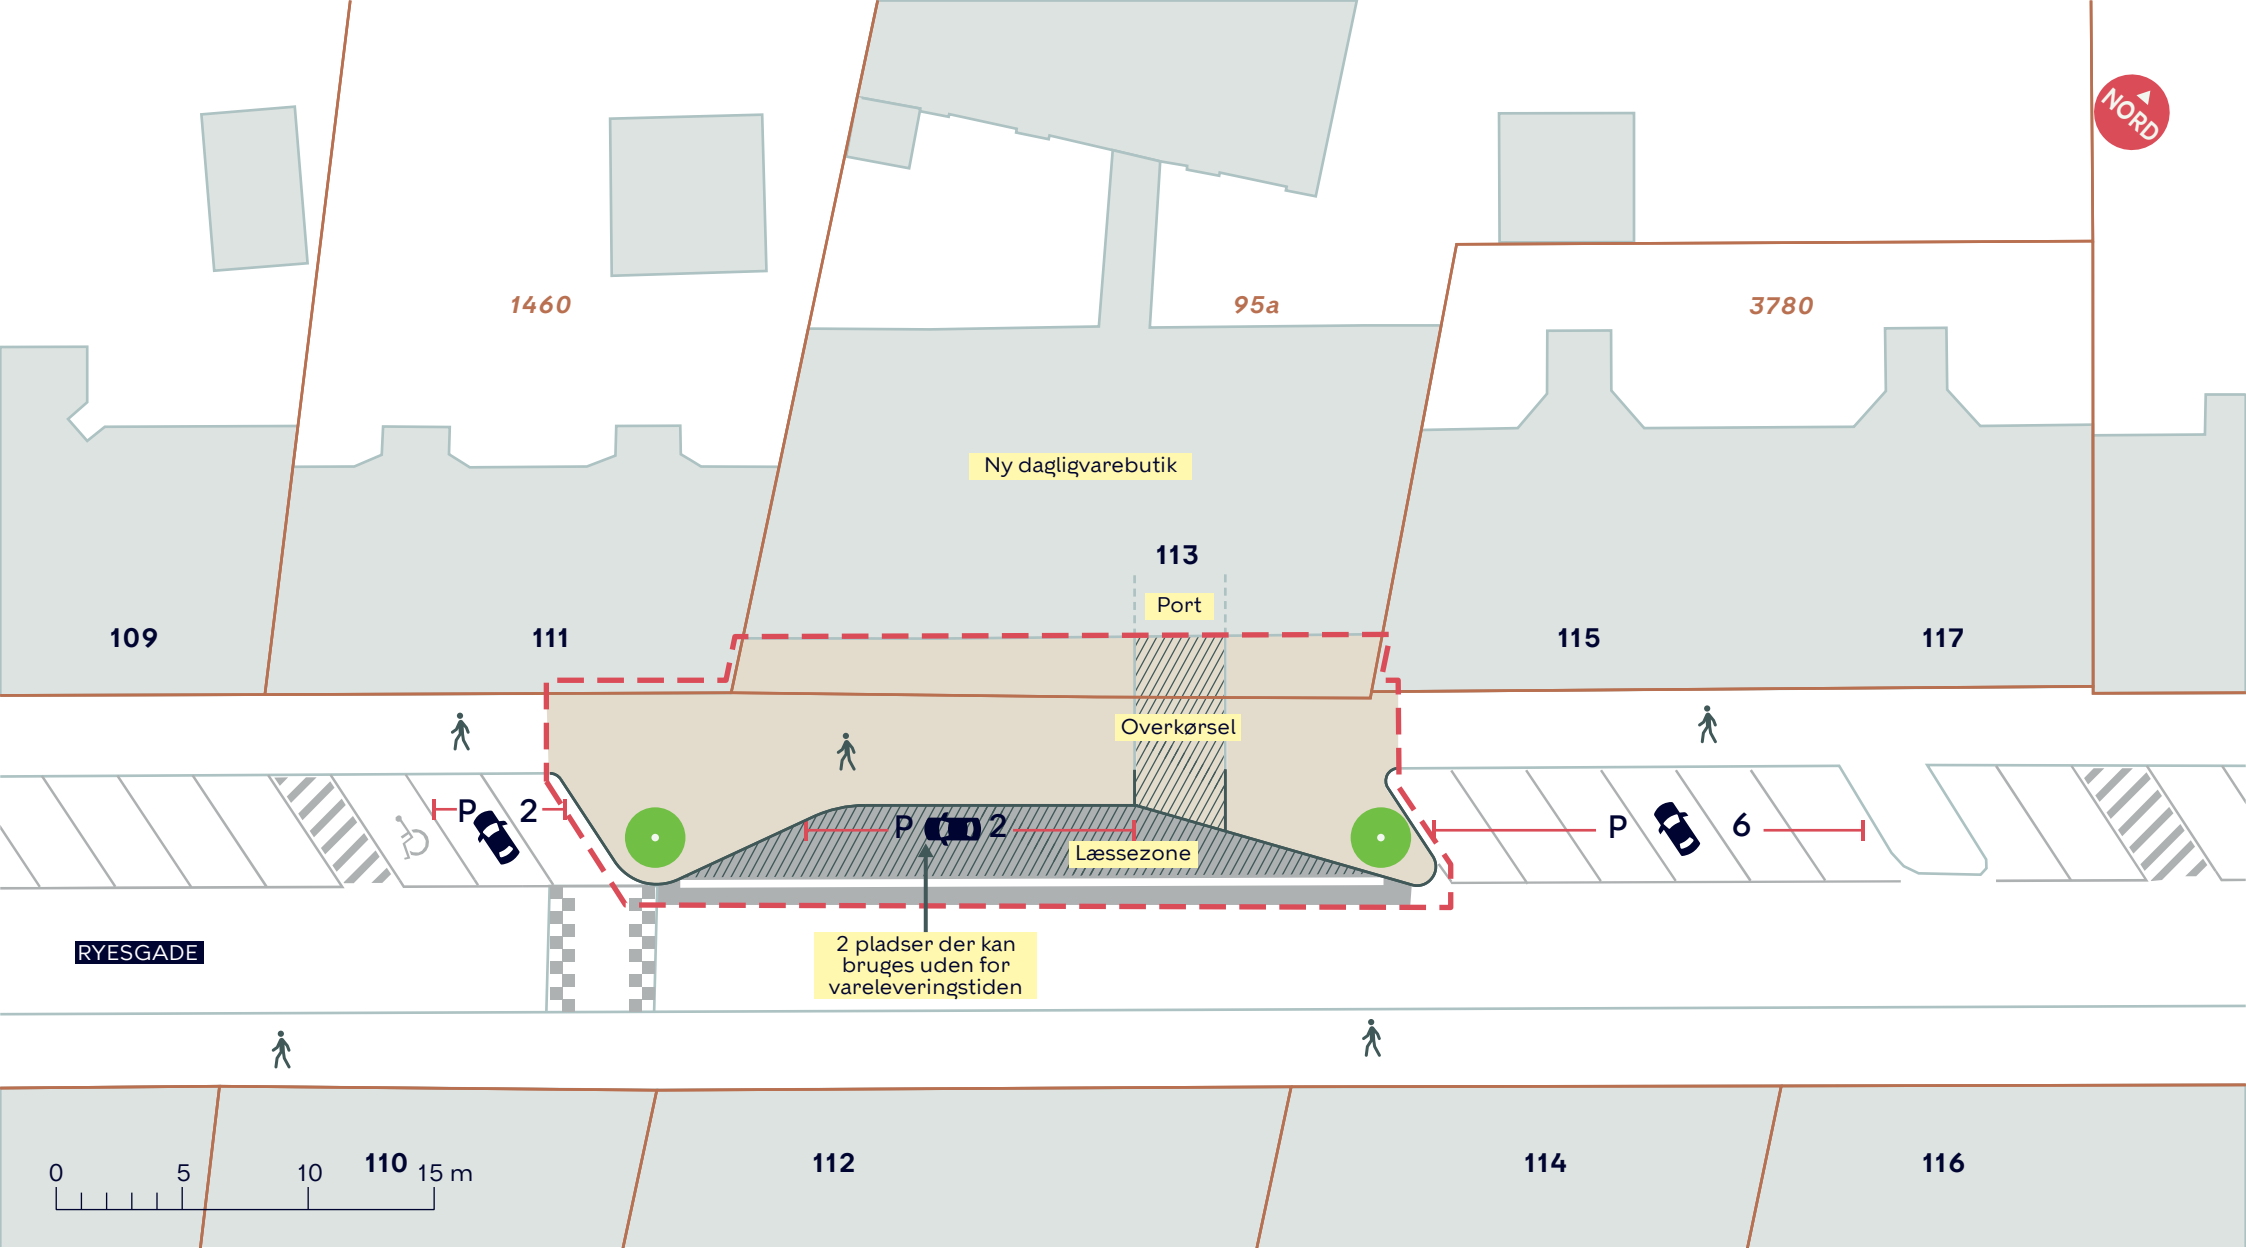 NORD
1460
95a
3780
Ny dagligvarebutik
113
Port
109
111
115
117
Overkørsel
P 2
P 2
P 6
Læssezone
2 pladser der kan
bruges uden for
vareleveringstiden
RYESGADE
110
112
114
116
0 5 10 15 m